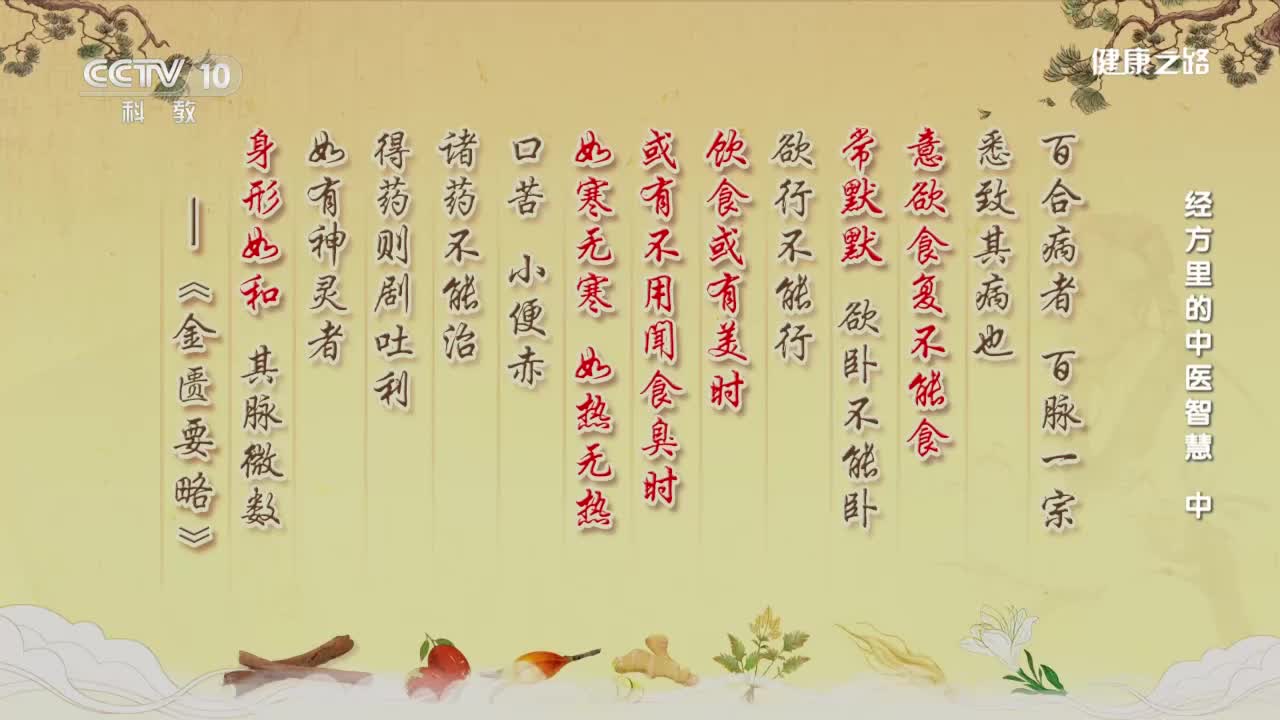 CCTV 10
科教
健康之路
经方里的中医智慧 中
百合病者 百脉一宗
悉致其病也
意欲食复不能食
常默默 欲卧不能卧
欲行不能行
饮食或有美时
或有不用闻食臭时
如寒无寒 如热无热
口苦 小便赤
诸药不能治
得药则剧吐利
如有神灵者
身形如和 其脉微数
—《金匮要略》